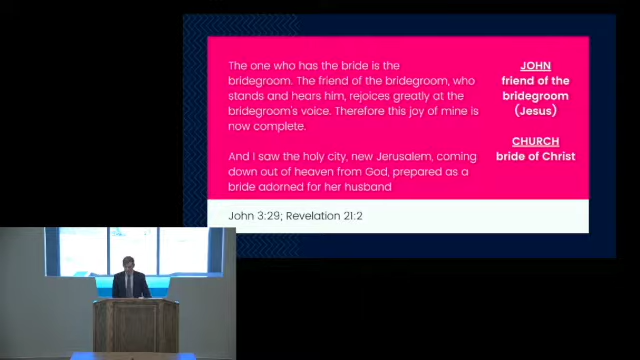 The one who has the bride is the
bridegroom. The friend of the bridegroom, who
stands and hears him, rejoices greatly at the
bridegroom's voice. Therefore this joy of mine is
now complete.
And I saw the holy city, new Jerusalem, coming
down out of heaven from God, prepared as a
bride adorned for her husband
JOHN
friend of the
bridegroom
(Jesus)
CHURCH
bride of Christ
John 3:29; Revelation 21:2